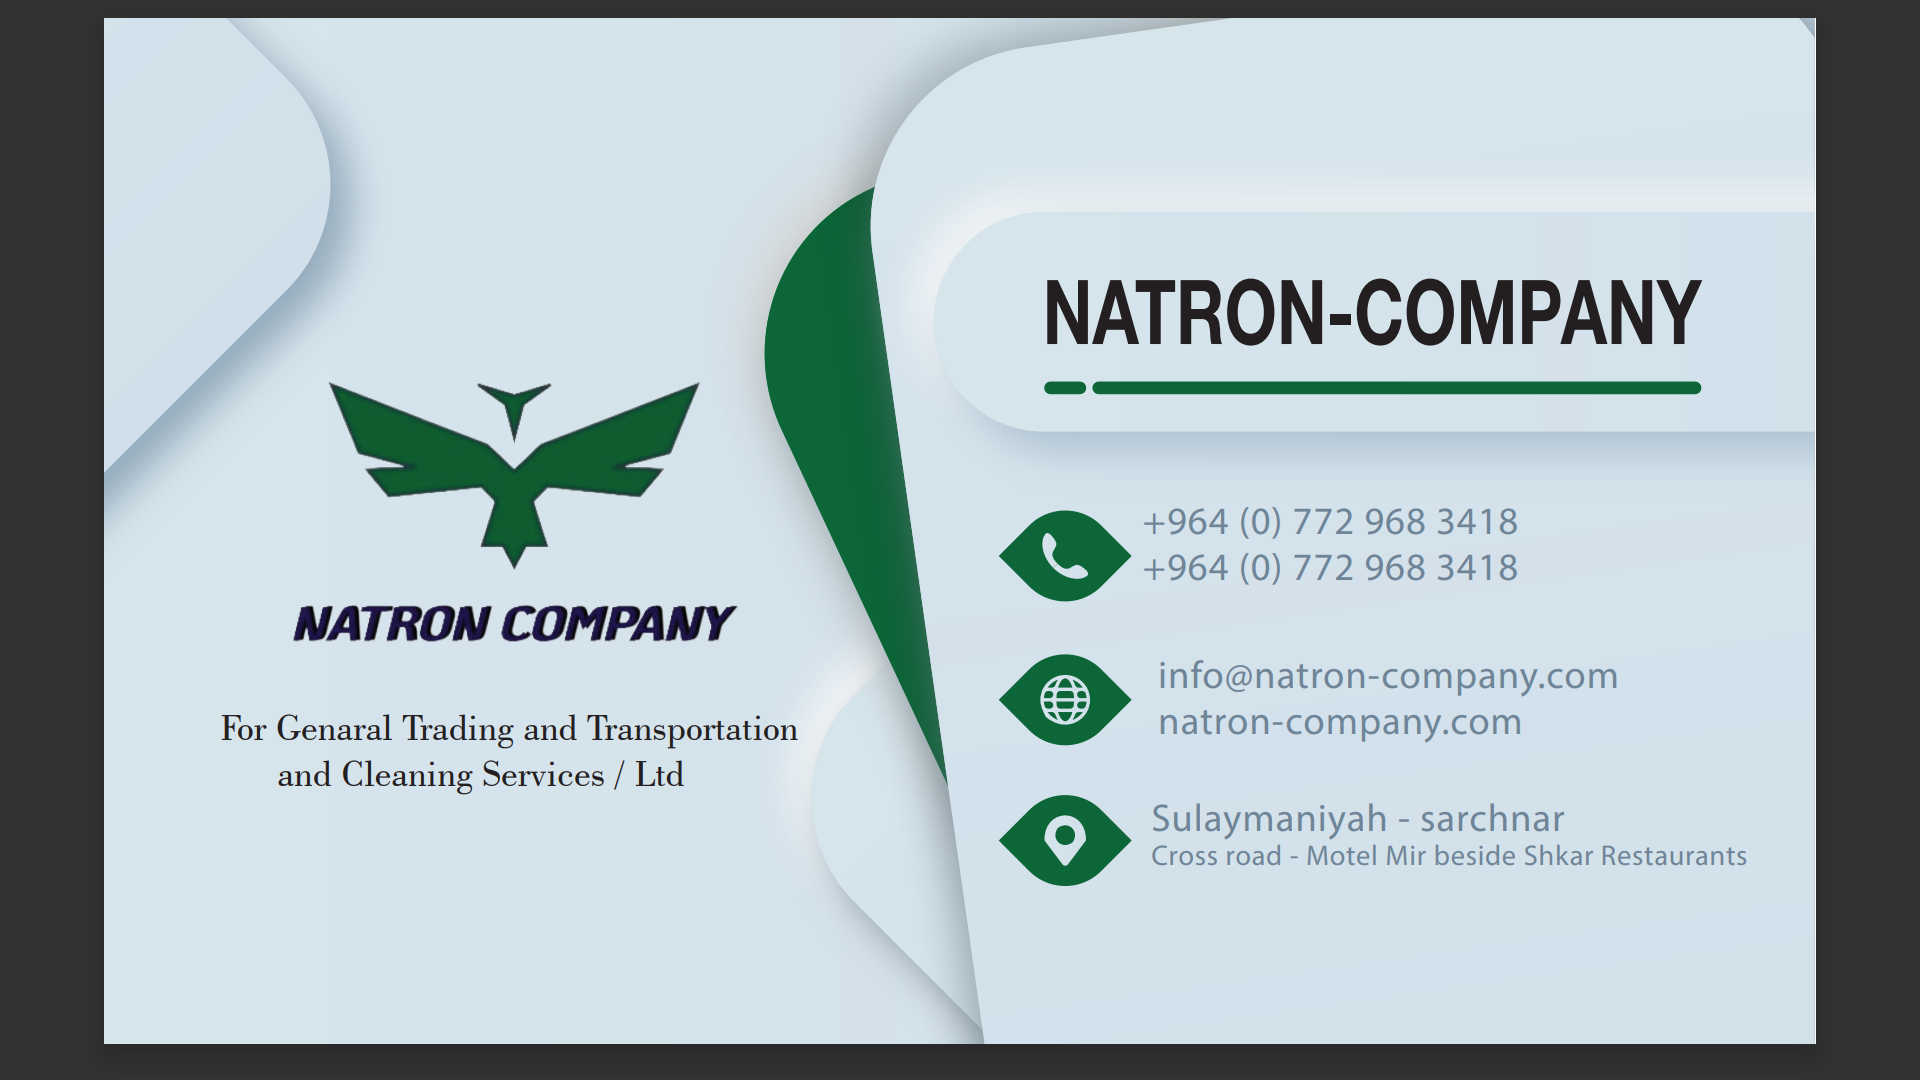 NATRON COMPANY
For Genaral Trading and Transportation
and Cleaning Services / Ltd
NATRON-COMPANY
+964 (0) 772 968 3418
+964 (0) 772 968 3418
info@natron-company.com
natron-company.com
Sulaymaniyah - sarchnar
Cross road - Motel Mir beside Shkar Restaurants